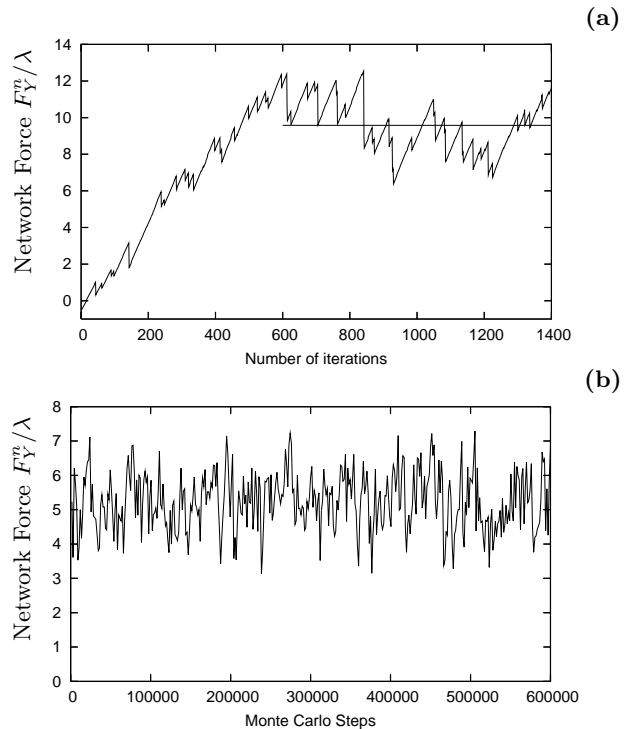 (a)
Network Force F_Y^n/λ
14
12
10
8
6
4
2
0
0 200 400 600 800 1000 1200 1400
Number of iterations
(b)
Network Force F_Y^n/λ
8
7
6
5
4
3
2
1
0
0 100000 200000 300000 400000 500000 600000
Monte Carlo Steps